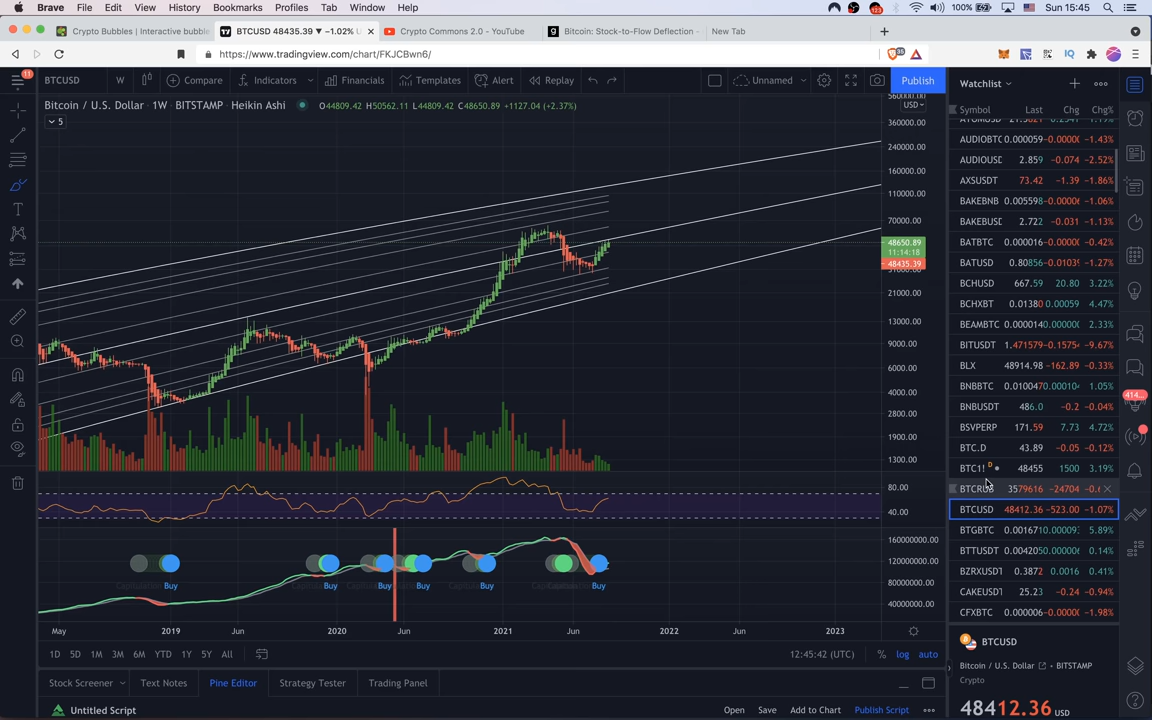 Brave File Edit View History Bookmarks Profiles Tab Window Help 123 100% Sun 15:45
Crypto Bubbles | Interactive bubble BTCUSD 48435.39 ▼ −1.02% U Crypto Commons 2.0 - YouTube Bitcoin: Stock-to-Flow Deflection - New Tab
https://www.tradingview.com/chart/FKJCBwn6/ 35
27 BTCUSD W Compare Indicators Financials Templates Alert Replay Unnamed Publish Watchlist
Bitcoin / U.S. Dollar · 1W · BITSTAMP · Heikin Ashi O44809.42 H50562.11 L44809.42 C48650.89 +1127.04 (+2.37%) USD
Symbol Last Chg Chg%
5
560000.00
360000.00
240000.00
160000.00
110000.00
70000.00
48650.89
11:14:18
48435.39
21000.00
13000.00
9000.00
6000.00
4000.00
2800.00
1900.00
1300.00
80.00
40.00
160000000.00
120000000.00
80000000.00
40000000.00
AUDIOBTC 0.000059 −0.0000 −1.43%
AUDIOUSD 2.859 −0.074 −2.52%
AXSUSDT 73.42 −1.39 −1.86%
BAKEBNB 0.005598 −0.0000 −1.06%
BAKEBUSD 2.722 −0.031 −1.13%
BATBTC 0.000016 −0.0000 −0.42%
BATUSD 0.80856 −0.0103 −1.27%
BCHUSD 667.59 20.80 3.22%
BCHXBT 0.01380 0.00059 4.47%
BEAMBTC 0.000014 0.00000 2.33%
BITUSDT 1.471579 −0.1575 −9.67%
BLX 48914.98 −162.89 −0.33%
BNBBTC 0.010047 0.00010 1.05%
BNBUSDT 486.0 −0.2 −0.04%
BSVPERP 171.59 7.73 4.72%
BTC.D 43.89 −0.05 −0.12%
BTC1! D 48455 1500 3.19%
BTCRUB 3579616 −24704
BTCUSD 48412.36 −523.00 −1.07%
BTGBTC 0.001671 0.00009 5.89%
BTTUSDT 0.004205 0.00000 0.14%
BZRXUSDT 0.3872 0.0016 0.41%
CAKEUSDT 25.23 −0.24 −0.94%
CFXBTC 0.000006 −0.0000 −1.98%
414...
Buy Buy Buy Buy Buy Buy
May 2019 Jun 2020 Jun 2021 Jun 2022 Jun 2023
1D 5D 1M 3M 6M YTD 1Y 5Y All 12:45:42 (UTC) % log auto
BTCUSD
Bitcoin / U.S. Dollar · BITSTAMP
Crypto
48412.36 USD
Stock Screener Text Notes Pine Editor Strategy Tester Trading Panel
Untitled Script Open Save Add to Chart Publish Script